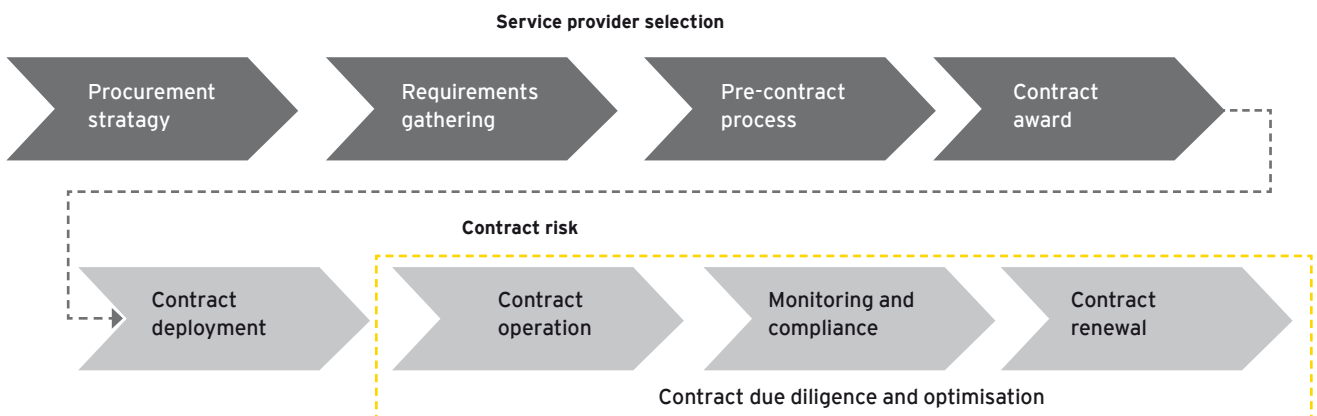 Service provider selection
Procurement
stratagy
Requirements
gathering
Pre-contract
process
Contract
award
Contract risk
Contract
deployment
Contract
operation
Monitoring and
compliance
Contract
renewal
Contract due diligence and optimisation